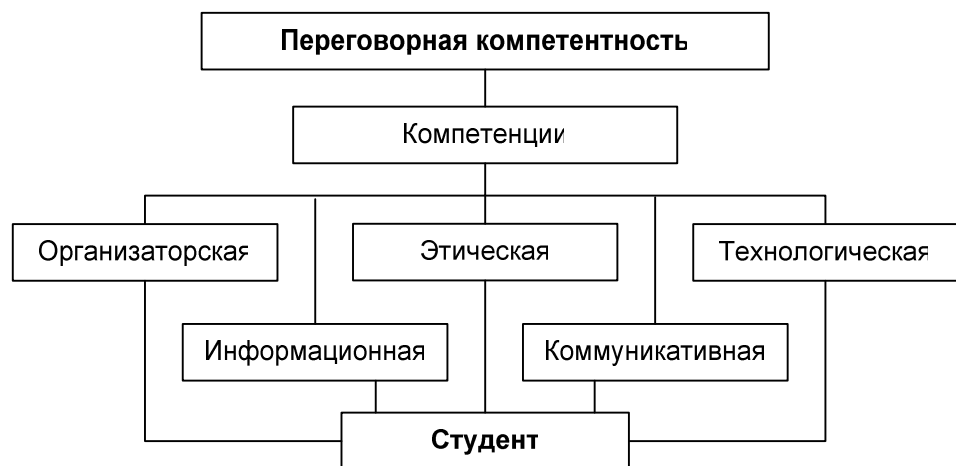 Переговорная компетентность
Компетенции
Организаторская
Этическая
Технологическая
Информационная
Коммуникативная
Студент